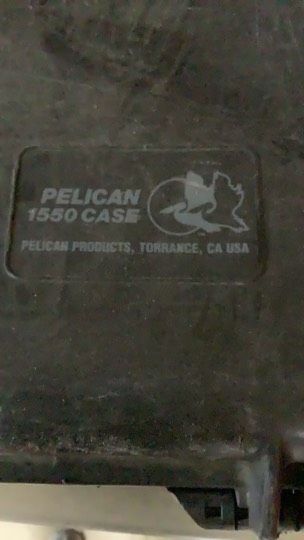 PELICAN
1550 CASE
PELICAN PRODUCTS, TORRANCE, CA USA